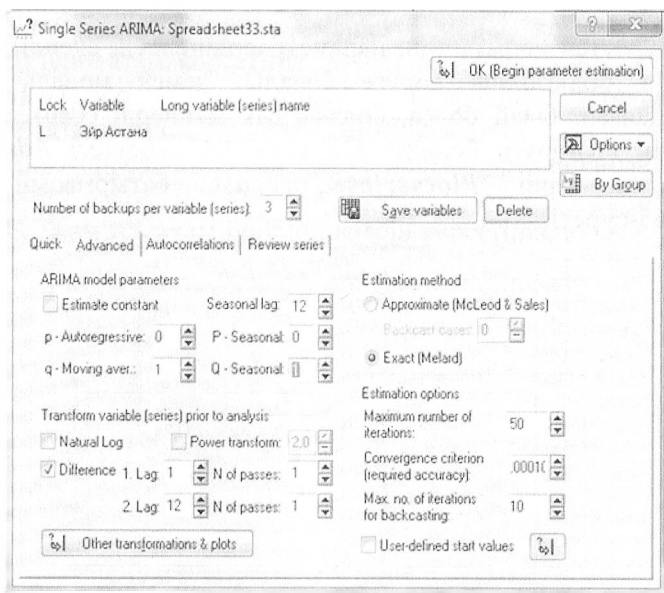 Single Series ARIMA: Spreadsheet33.sta
OK (Begin parameter estimation)
Lock Variable Long variable (series) name
L Эйр Астана
Cancel
Options
By Group
Number of backups per variable (series): 3
Save variables Delete
Quick Advanced Autocorrelations Review series
ARIMA model parameters
Estimate constant Seasonal lag: 12
p - Autoregressive: 0 P - Seasonal: 0
q - Moving aver.: 1 Q - Seasonal: 1
Transform variable (series) prior to analysis
Natural Log Power transform: 2,0
Difference 1. Lag: 1 N of passes: 1
2. Lag: 12 N of passes: 1
Other transformations & plots
Estimation method
Approximate (McLeod & Sales)
Backcast cases: 0
Exact (Melard)
Estimation options
Maximum number of
iterations: 50
Convergence criterion
(required accuracy): ,0001(
Max. no. of iterations
for backcasting: 10
User-defined start values